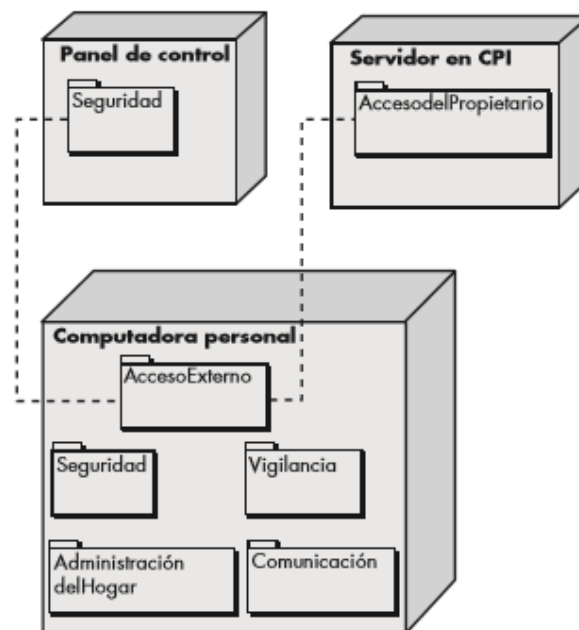 Panel de control
Seguridad
Servidor en CPI
AccesodelPropietario
Computadora personal
AccesoExterno
Seguridad
Vigilancia
Administración
delHogar
Comunicación